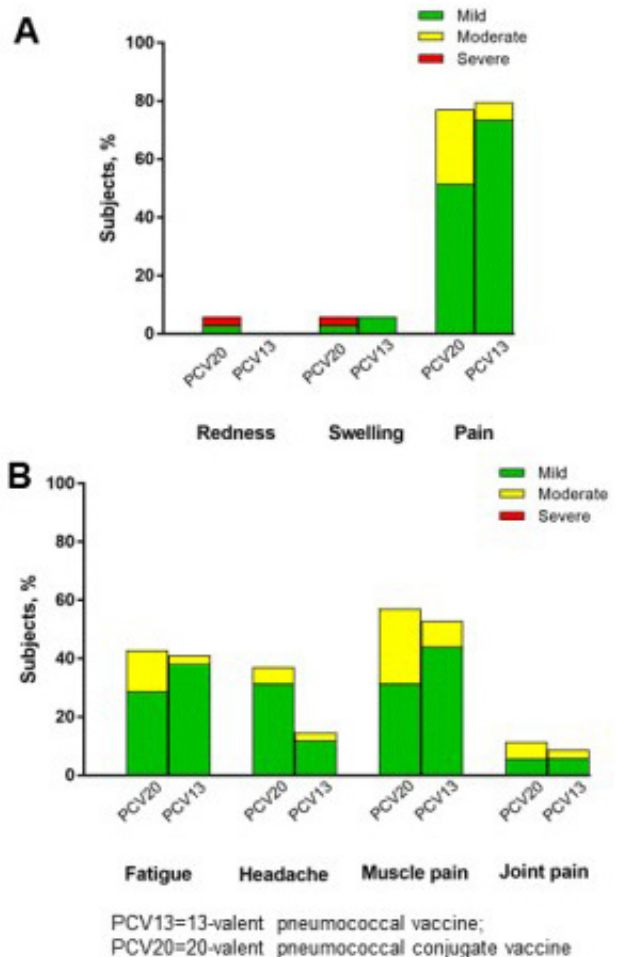 A
Mild
Moderate
Severe
Subjects, %
100
80
60
40
20
0
PCV20 PCV13 PCV20 PCV13 PCV20 PCV13
Redness Swelling Pain
B
Mild
Moderate
Severe
Subjects, %
100
80
60
40
20
0
PCV20 PCV13 PCV20 PCV13 PCV20 PCV13 PCV20 PCV13
Fatigue Headache Muscle pain Joint pain
PCV13=13-valent pneumococcal vaccine;
PCV20=20-valent pneumococcal conjugate vaccine